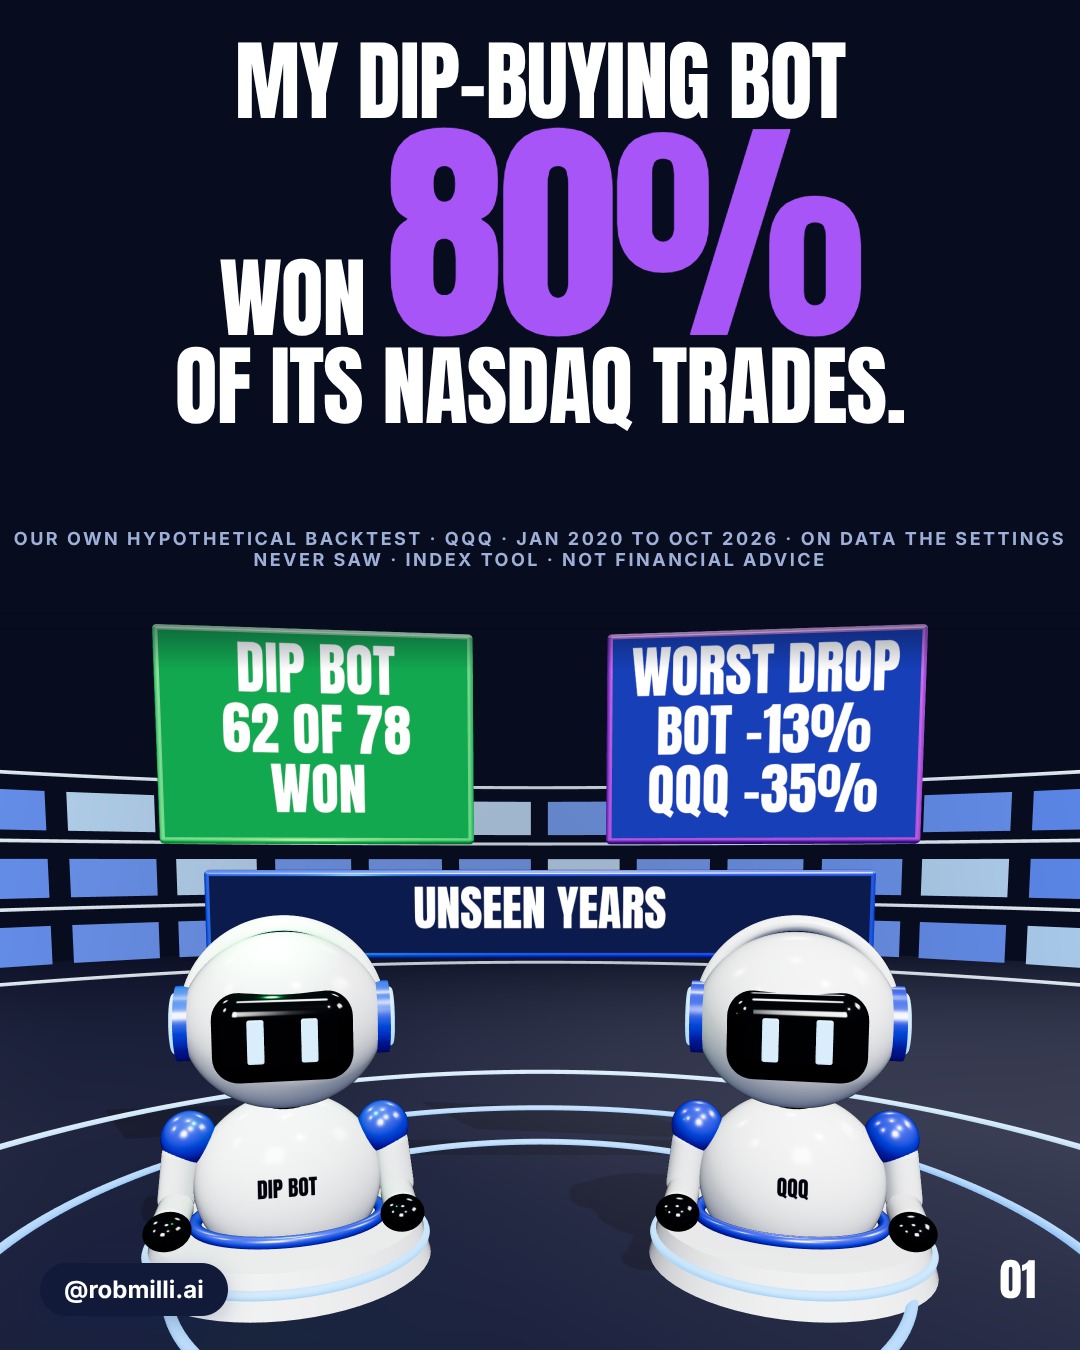 MY DIP-BUYING BOT
WON 80%
OF ITS NASDAQ TRADES.
OUR OWN HYPOTHETICAL BACKTEST · QQQ · JAN 2020 TO OCT 2026 · ON DATA THE SETTINGS
NEVER SAW · INDEX TOOL · NOT FINANCIAL ADVICE
DIP BOT
62 OF 78
WON
WORST DROP
BOT -13%
QQQ -35%
UNSEEN YEARS
DIP BOT
QQQ
@robmilli.ai
01